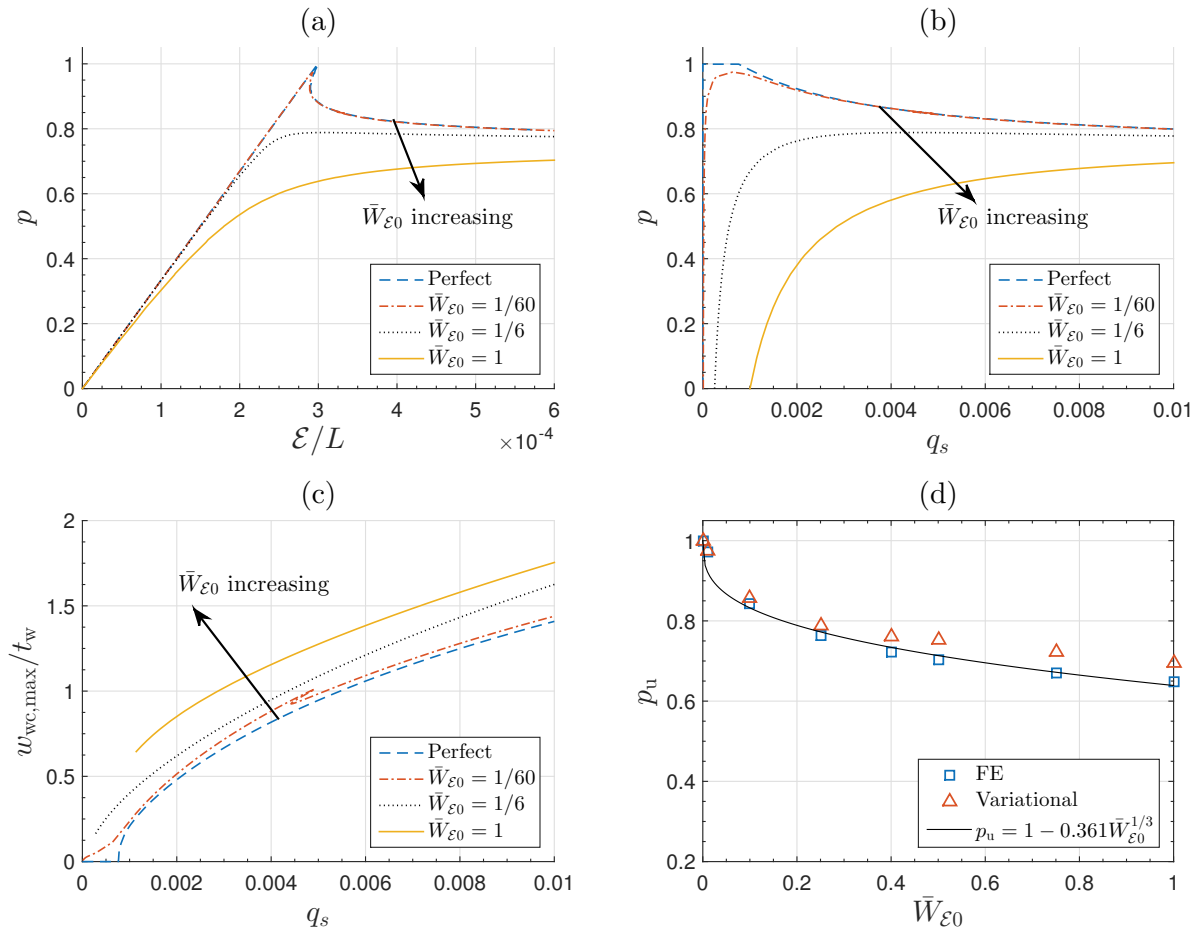 (a)
1
0.8
0.6
0.4
0.2
0
p
0 1 2 3 4 5 6
×10⁻⁴
ℰ/L
W̄ℰ0 increasing
Perfect
W̄ℰ0 = 1/60
W̄ℰ0 = 1/6
W̄ℰ0 = 1
(b)
1
0.8
0.6
0.4
0.2
0
p
0 0.002 0.004 0.006 0.008 0.01
qs
W̄ℰ0 increasing
Perfect
W̄ℰ0 = 1/60
W̄ℰ0 = 1/6
W̄ℰ0 = 1
(c)
2
1.5
1
0.5
0
wwc,max/tw
0 0.002 0.004 0.006 0.008 0.01
qs
W̄ℰ0 increasing
Perfect
W̄ℰ0 = 1/60
W̄ℰ0 = 1/6
W̄ℰ0 = 1
(d)
1
0.8
0.6
0.4
0.2
pu
0 0.2 0.4 0.6 0.8 1
W̄ℰ0
FE
Variational
pu = 1 − 0.361W̄ℰ0^1/3